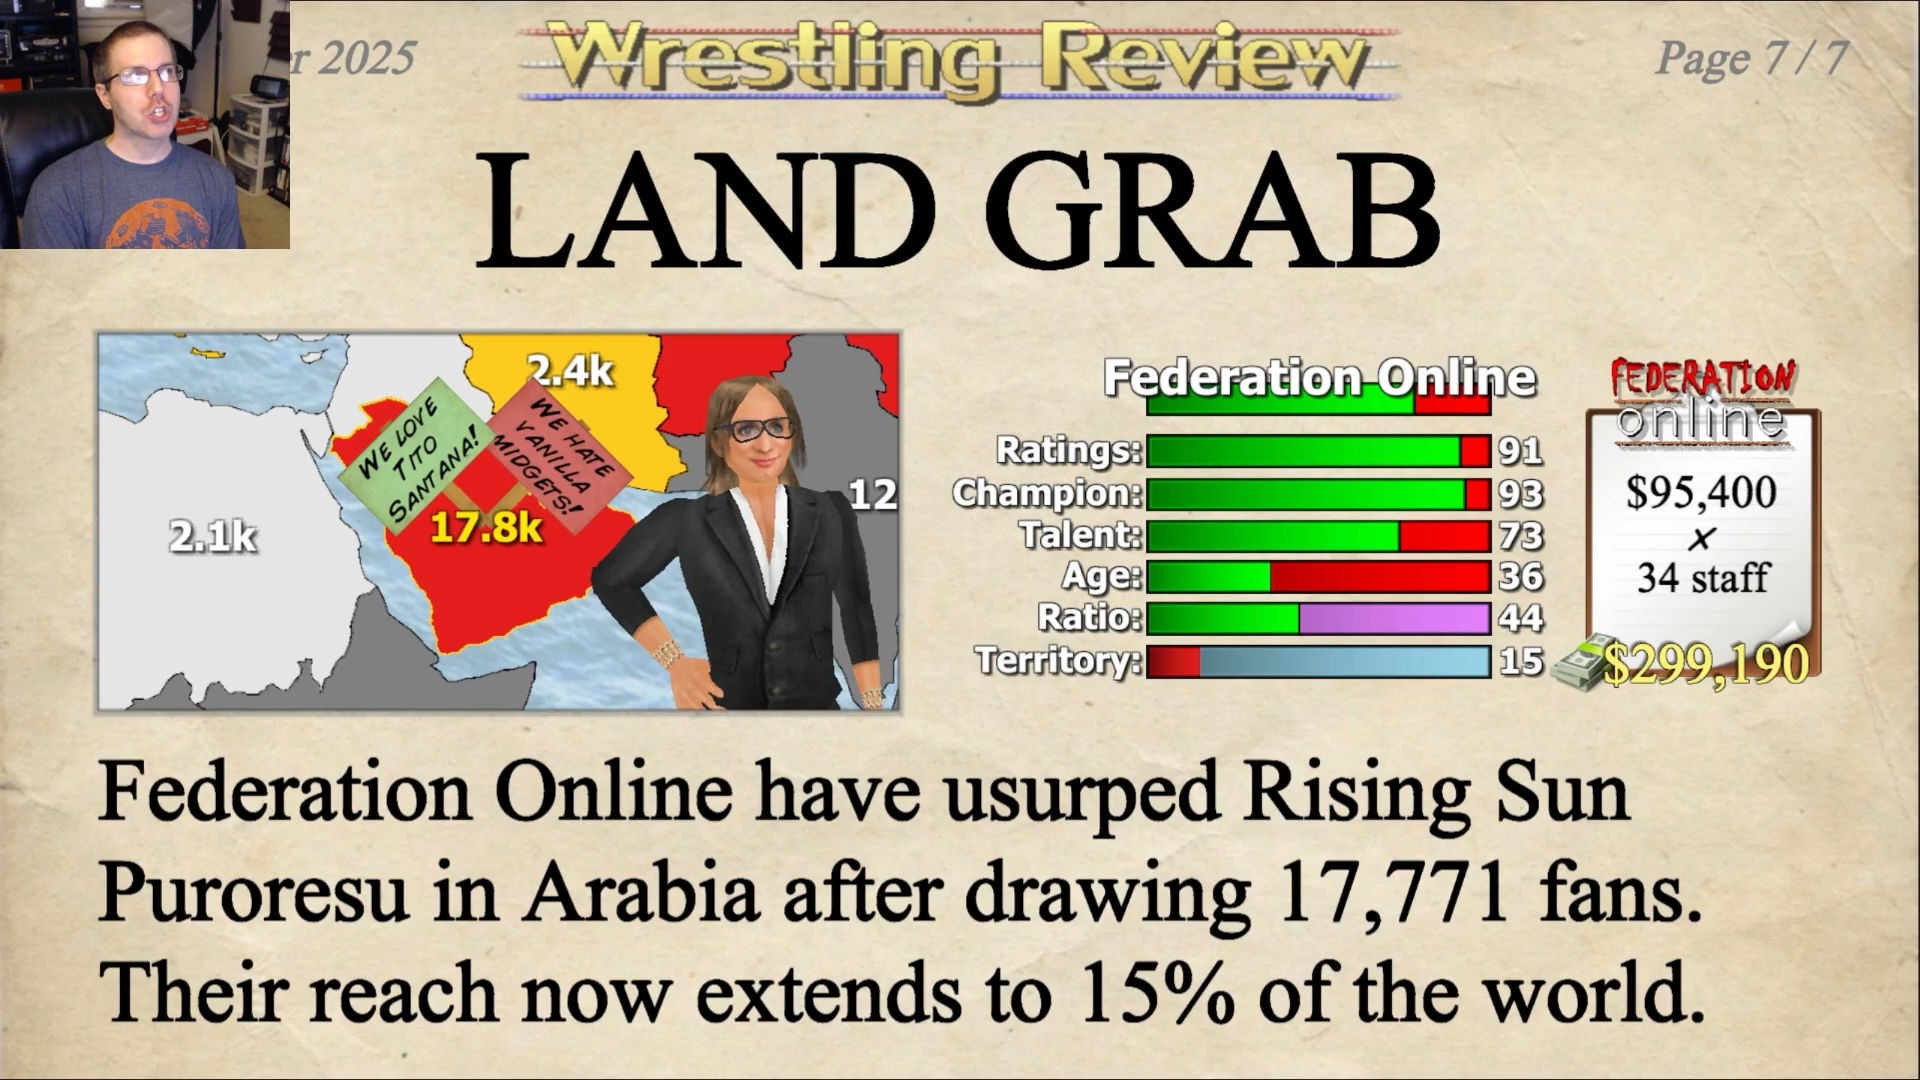 r 2025
Wrestling Review
Page 7 / 7
LAND GRAB
2.4k
WE LOVE
TITO
SANTANA!
WE HATE
VANILLA
MIDGETS!
17.8k
2.1k
12
Federation Online
Ratings: 91
Champion: 93
Talent: 73
Age: 36
Ratio: 44
Territory: 15
FEDERATION
online
$95,400
x
34 staff
$299,190
Federation Online have usurped Rising Sun
Puroresu in Arabia after drawing 17,771 fans.
Their reach now extends to 15% of the world.